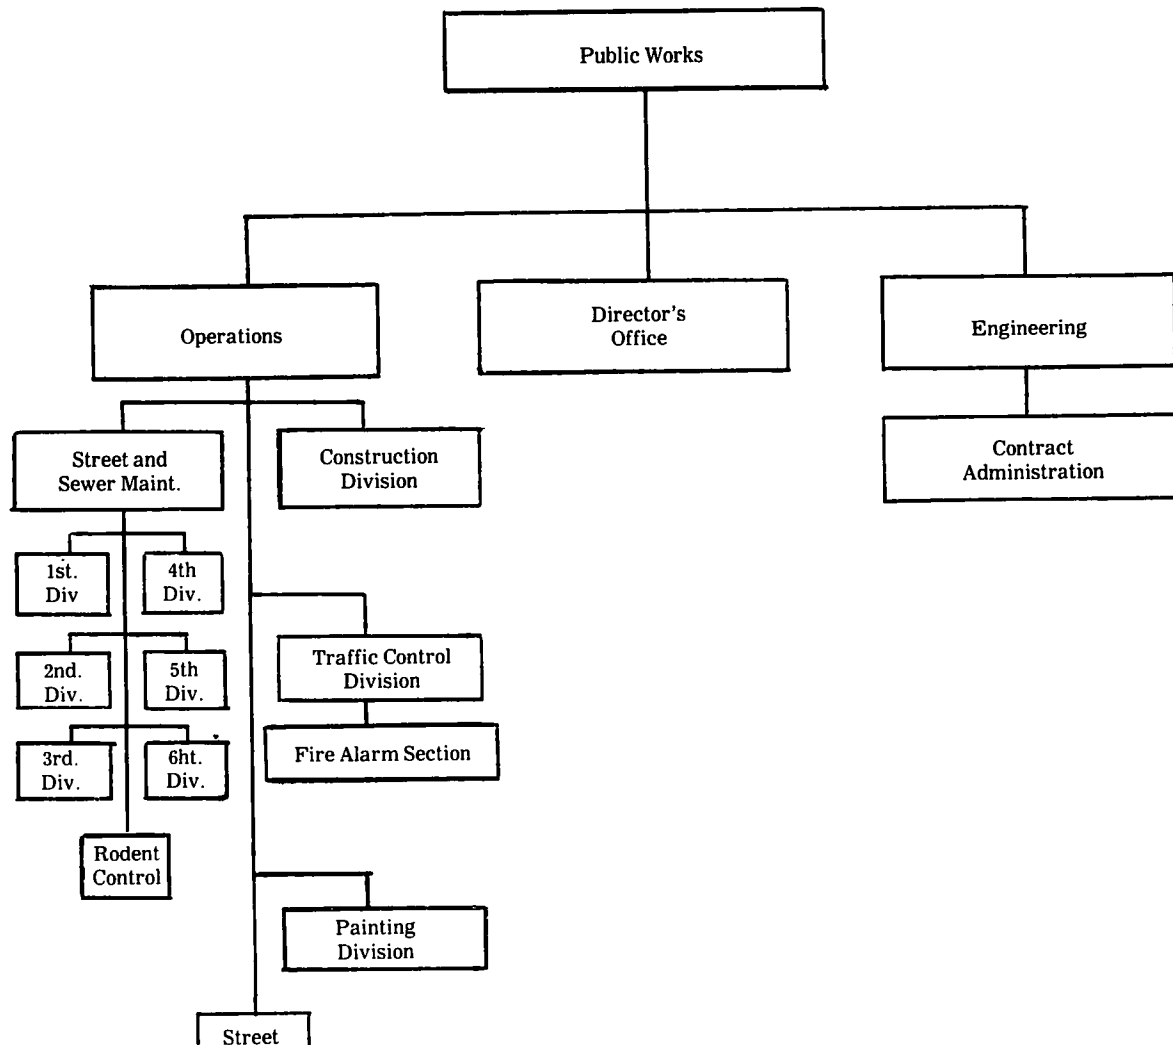 Public Works
Operations
Director's
Office
Engineering
Street and
Sewer Maint.
Construction
Division
Contract
Administration
1st.
Div
4th
Div.
2nd.
Div.
5th
Div.
Traffic Control
Division
3rd.
Div.
6ht.
Div.
Fire Alarm Section
Rodent
Control
Painting
Division
Street